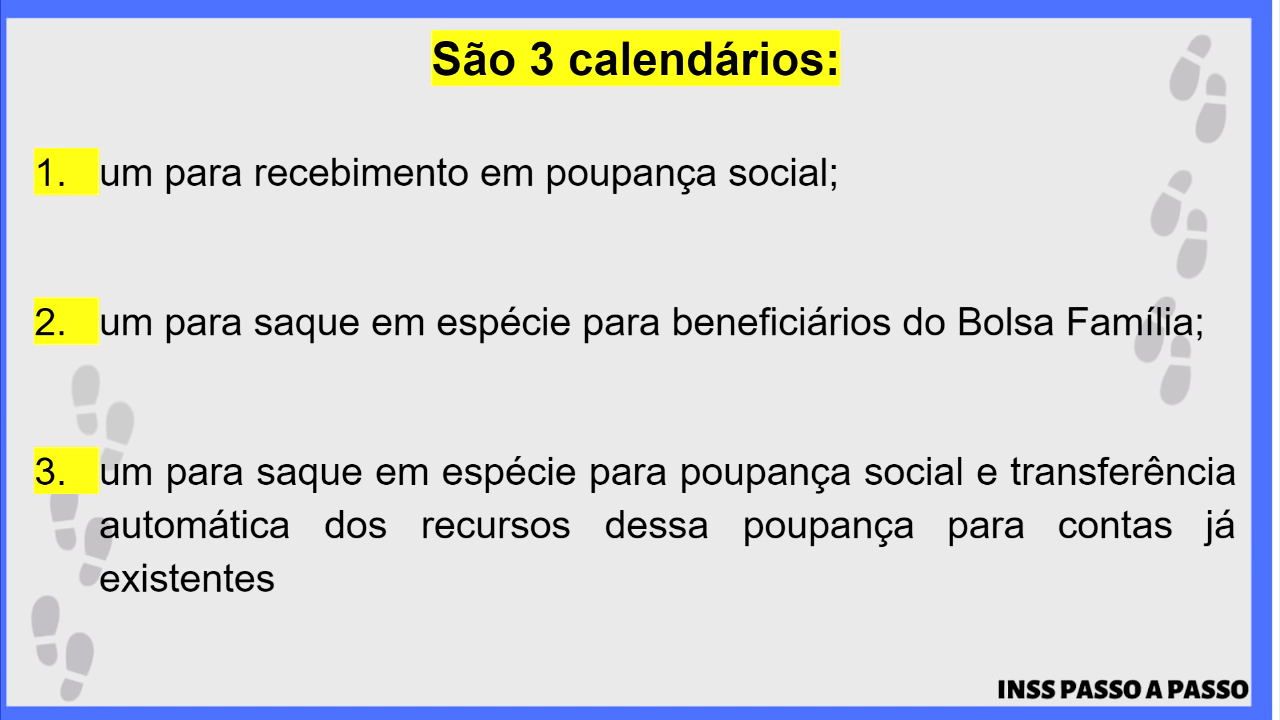 São 3 calendários:
1. um para recebimento em poupança social;
2. um para saque em espécie para beneficiários do Bolsa Família;
3. um para saque em espécie para poupança social e transferência
automática dos recursos dessa poupança para contas já
existentes
INSS PASSO A PASSO